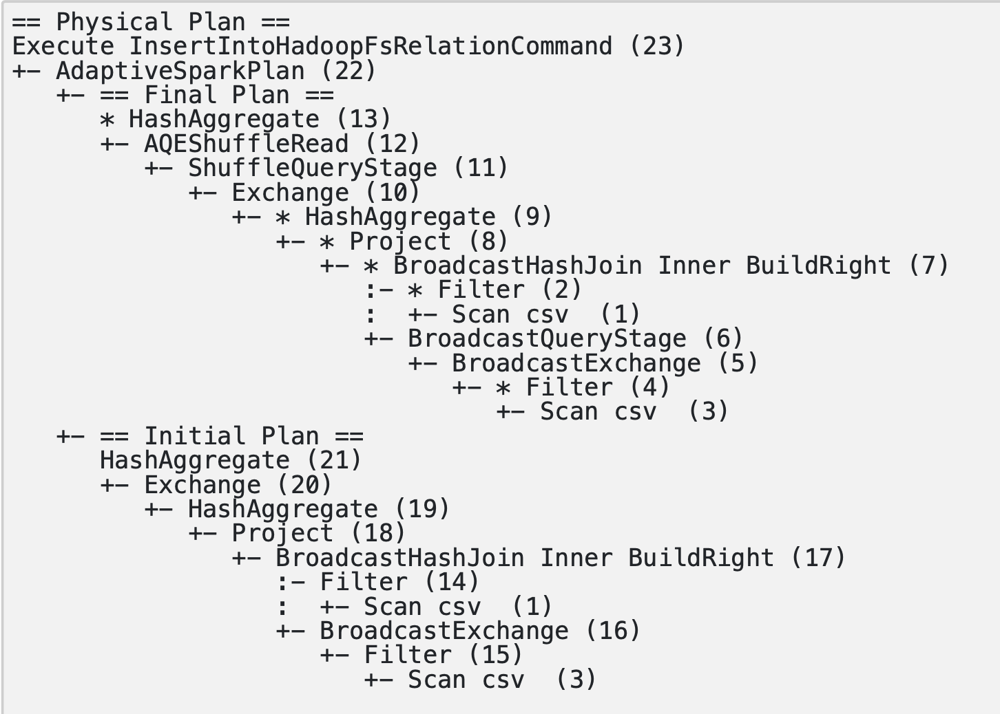 == Physical Plan ==
Execute InsertIntoHadoopFsRelationCommand (23)
+- AdaptiveSparkPlan (22)
   +- == Final Plan ==
      * HashAggregate (13)
      +- AQEShuffleRead (12)
         +- ShuffleQueryStage (11)
            +- Exchange (10)
               +- * HashAggregate (9)
                  +- * Project (8)
                     +- * BroadcastHashJoin Inner BuildRight (7)
                        :- * Filter (2)
                        :  +- Scan csv  (1)
                        +- BroadcastQueryStage (6)
                           +- BroadcastExchange (5)
                              +- * Filter (4)
                                 +- Scan csv  (3)
   +- == Initial Plan ==
      HashAggregate (21)
      +- Exchange (20)
         +- HashAggregate (19)
            +- Project (18)
               +- BroadcastHashJoin Inner BuildRight (17)
                  :- Filter (14)
                  :  +- Scan csv  (1)
                  +- BroadcastExchange (16)
                     +- Filter (15)
                        +- Scan csv  (3)